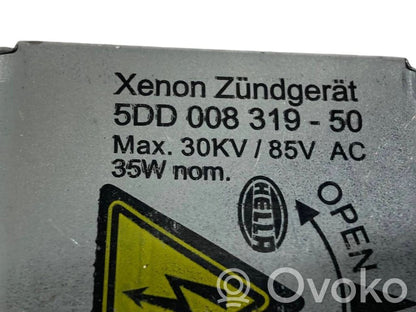 Xenon Zündgerät
5DD 008 319 - 50
Max. 30KV / 85V AC
35W nom.
HELLA
OPEN
Ovoko